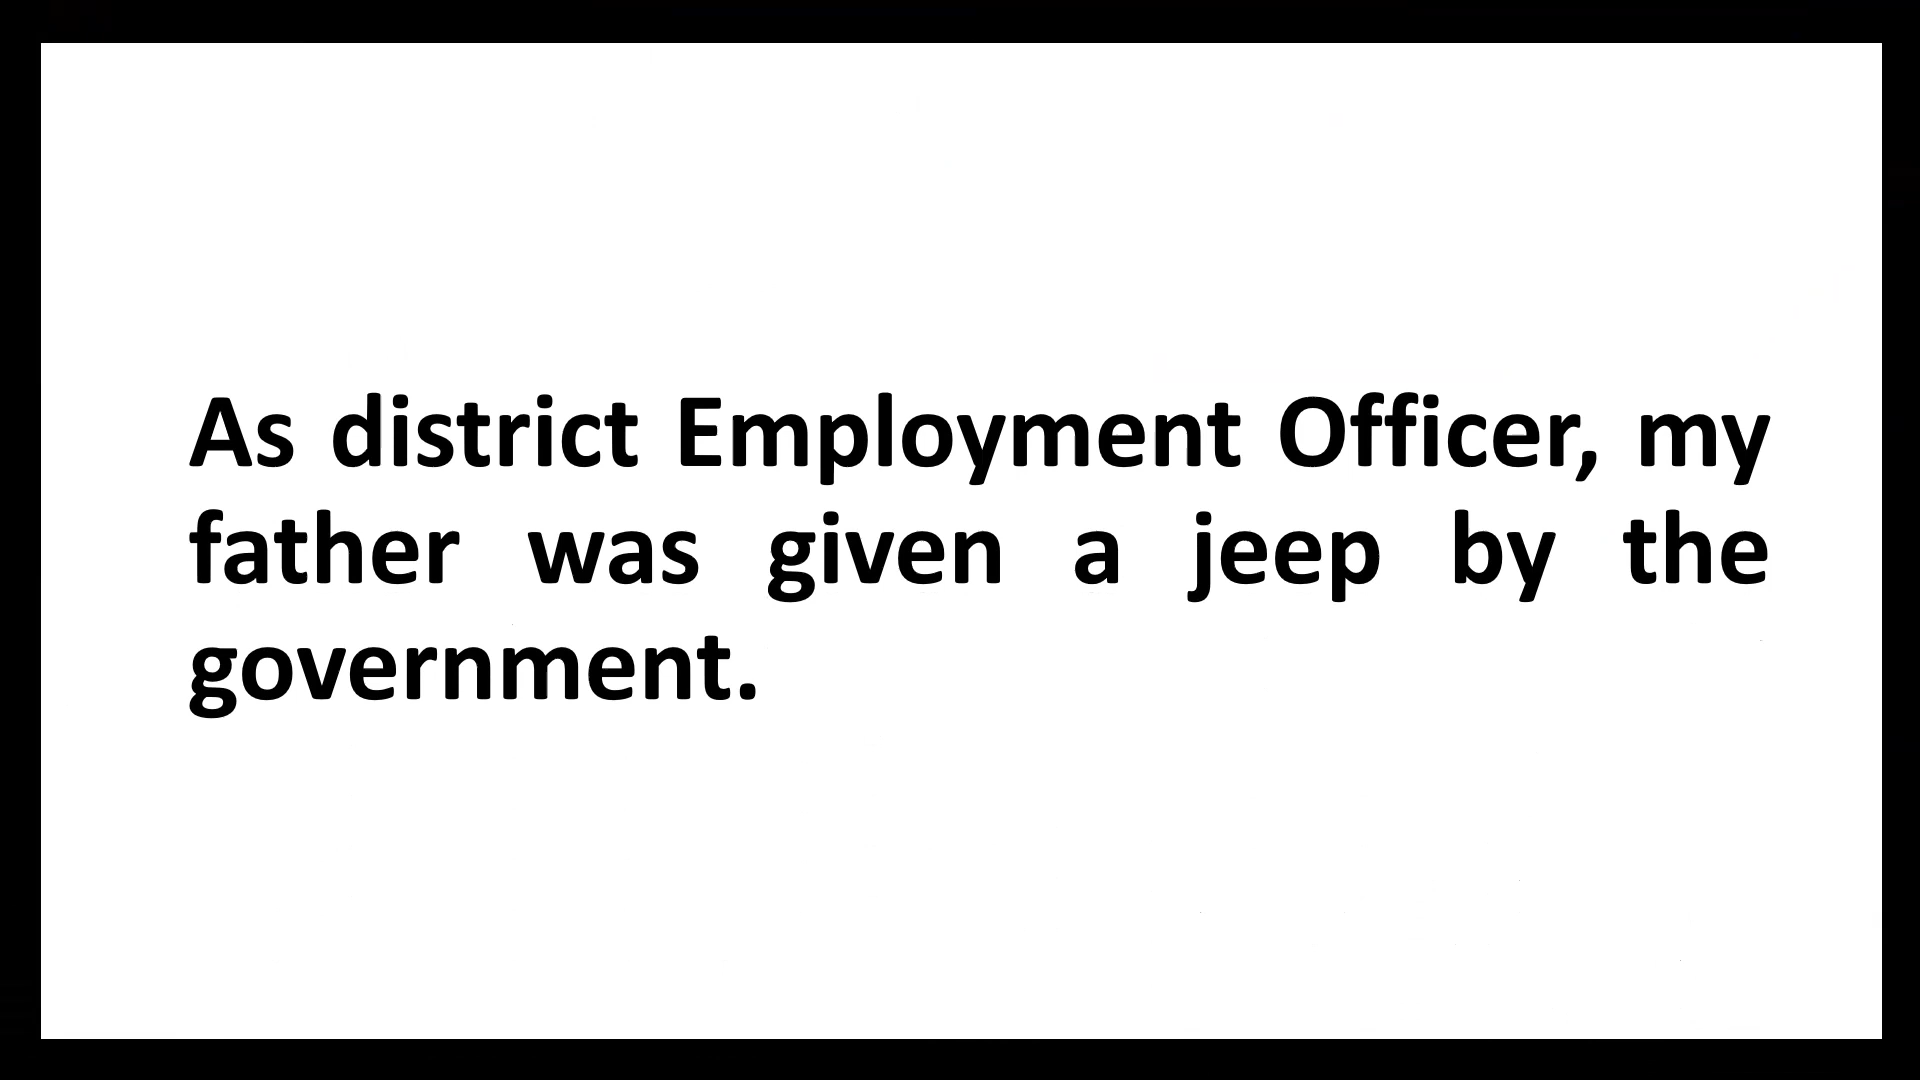 As district Employment Officer, my
father was given a jeep by the
government.